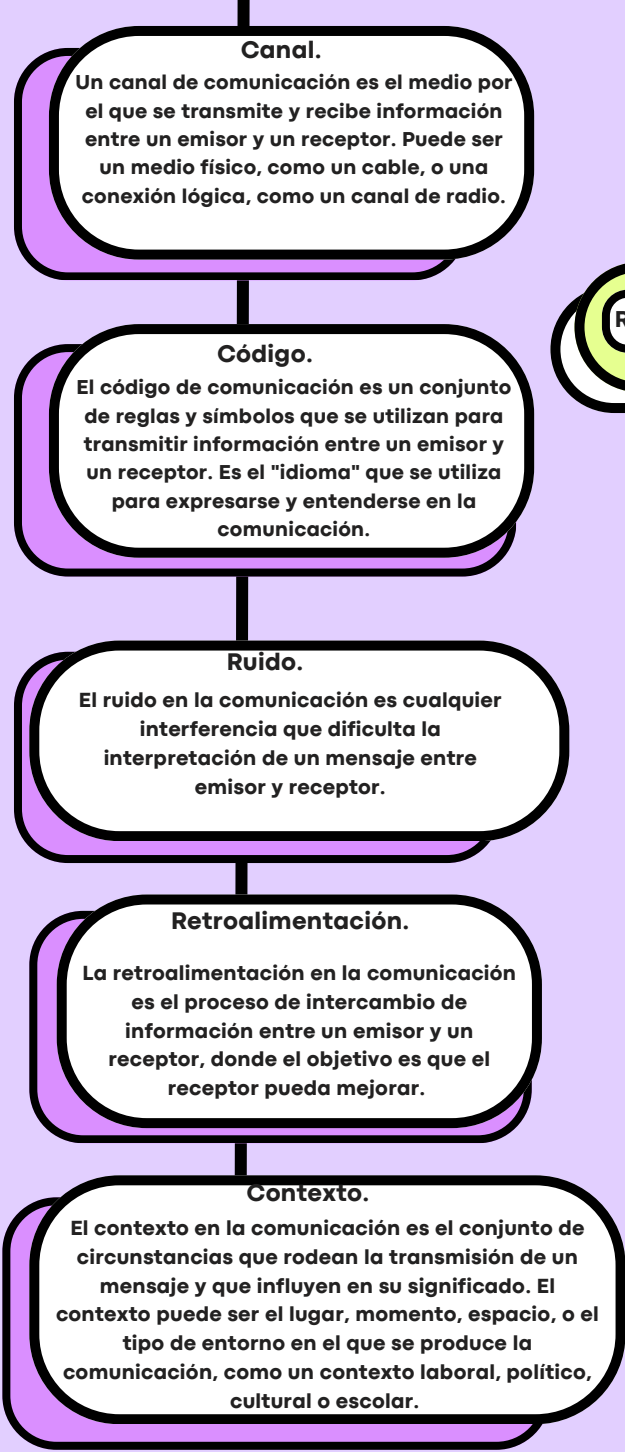 Canal.
Un canal de comunicación es el medio por
el que se transmite y recibe información
entre un emisor y un receptor. Puede ser
un medio físico, como un cable, o una
conexión lógica, como un canal de radio.
Código.
El código de comunicación es un conjunto
de reglas y símbolos que se utilizan para
transmitir información entre un emisor y
un receptor. Es el "idioma" que se utiliza
para expresarse y entenderse en la
comunicación.
Ruido.
El ruido en la comunicación es cualquier
interferencia que dificulta la
interpretación de un mensaje entre
emisor y receptor.
Retroalimentación.
La retroalimentación en la comunicación
es el proceso de intercambio de
información entre un emisor y un
receptor, donde el objetivo es que el
receptor pueda mejorar.
Contexto.
El contexto en la comunicación es el conjunto de
circunstancias que rodean la transmisión de un
mensaje y que influyen en su significado. El
contexto puede ser el lugar, momento, espacio, o el
tipo de entorno en el que se produce la
comunicación, como un contexto laboral, político,
cultural o escolar.